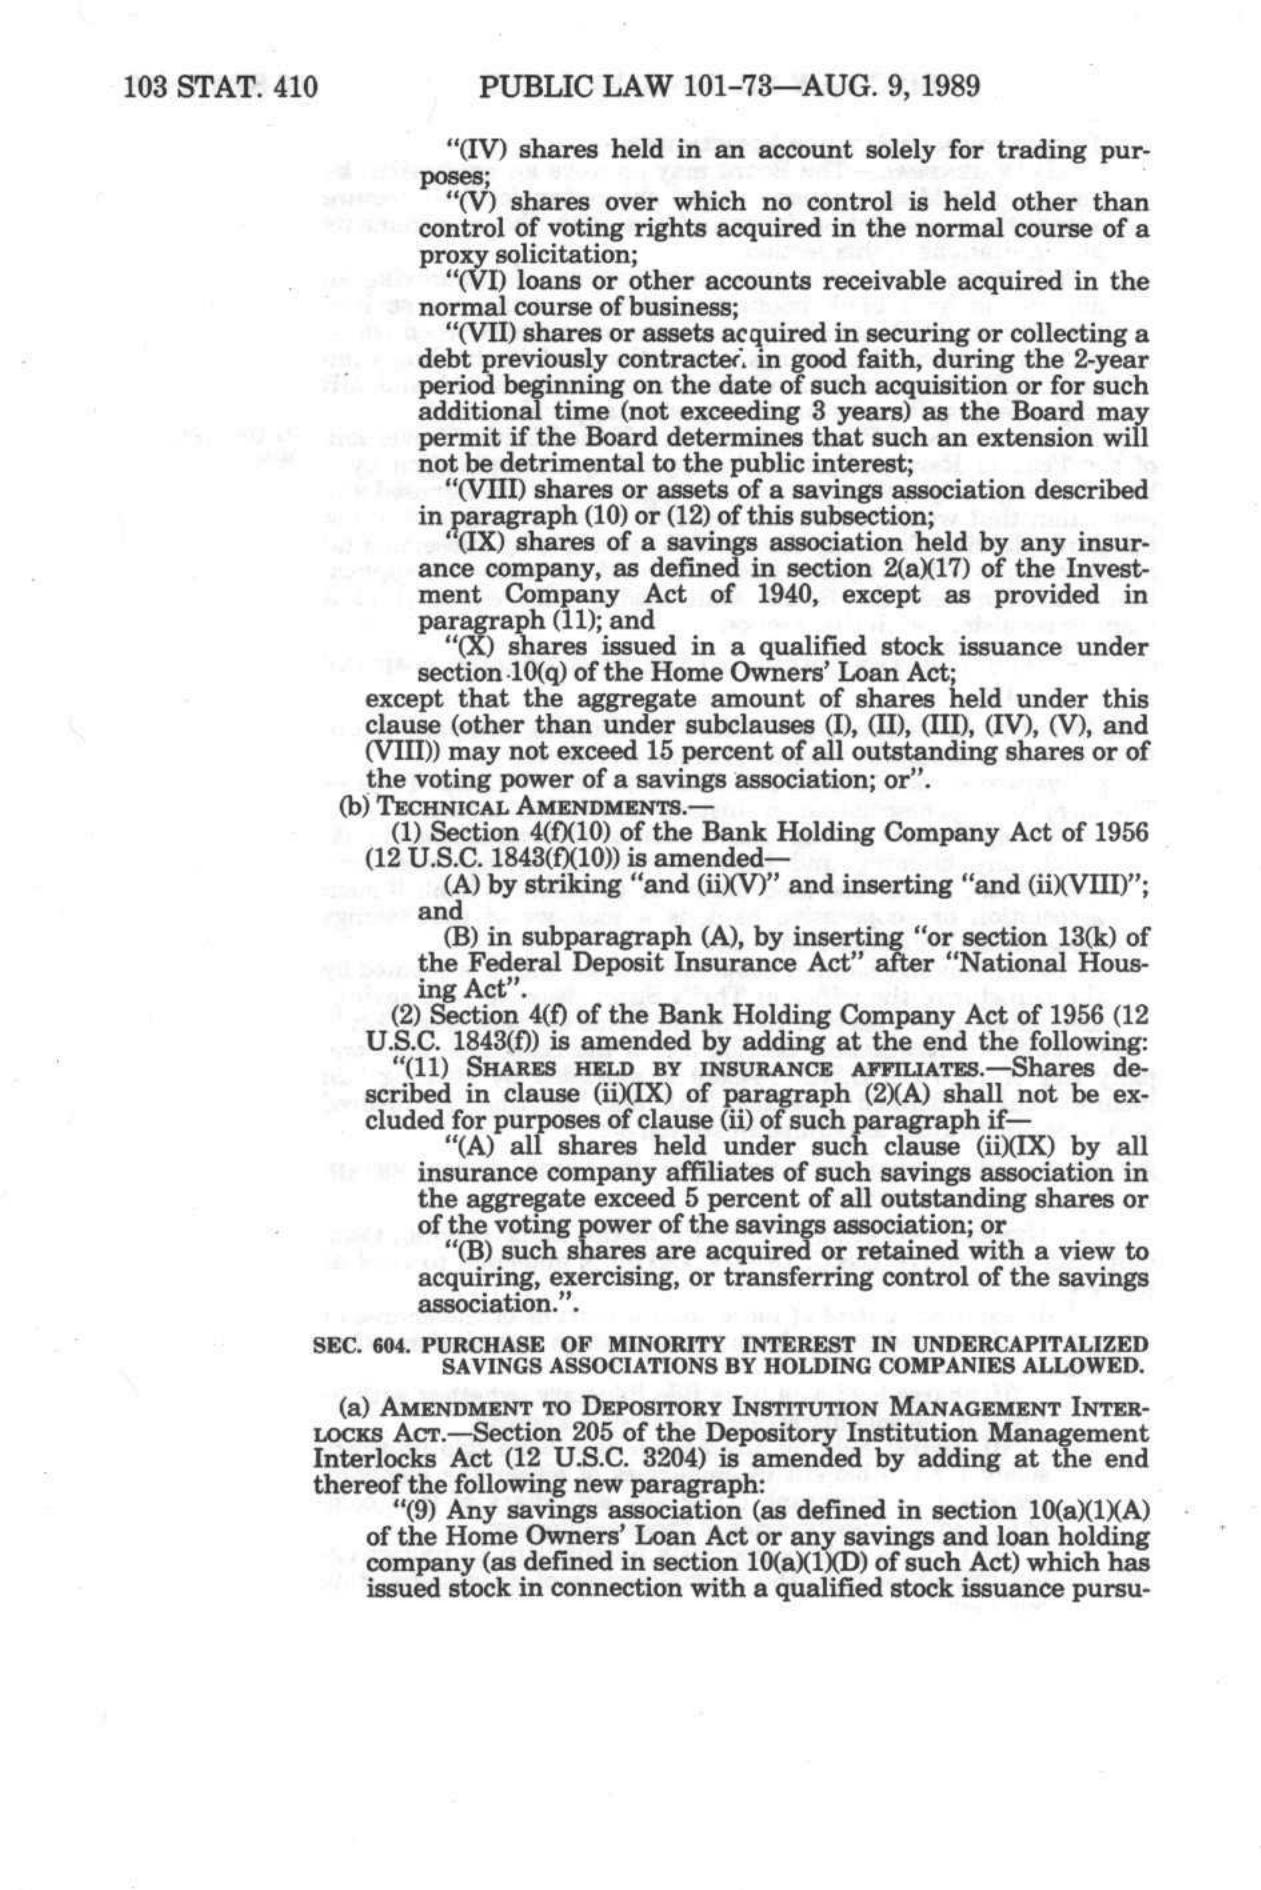 103 STAT. 410 PUBLIC LAW 101-73—AUG. 9, 1989
"(IV) shares held in an account solely for trading pur-
poses;
"(V) shares over which no control is held other than
control of voting rights acquired in the normal course of a
proxy solicitation;
"(VI) loans or other accounts receivable acquired in the
normal course of business;
"(VII) shares or assets acquired in securing or collecting a
debt previously contracted in good faith, during the 2-year
period beginning on the date of such acquisition or for such
additional time (not exceeding 3 years) as the Board may
permit if the Board determines that such an extension will
not be detrimental to the public interest;
"(VIII) shares or assets of a savings association described
in paragraph (10) or (12) of this subsection;
"(IX) shares of a savings association held by any insur-
ance company, as defined in section 2(a)(17) of the Invest-
ment Company Act of 1940, except as provided in
paragraph (11); and
"(X) shares issued in a qualified stock issuance under
section 10(q) of the Home Owners' Loan Act;
except that the aggregate amount of shares held under this
clause (other than under subclauses (I), (II), (III), (IV), (V), and
(VIII)) may not exceed 15 percent of all outstanding shares or of
the voting power of a savings association; or".
(b) TECHNICAL AMENDMENTS.—
(1) Section 4(f)(10) of the Bank Holding Company Act of 1956
(12 U.S.C. 1843(f)(10)) is amended—
(A) by striking "and (ii)(V)" and inserting "and (ii)(VIII)";
and
(B) in subparagraph (A), by inserting "or section 13(k) of
the Federal Deposit Insurance Act" after "National Hous-
ing Act".
(2) Section 4(f) of the Bank Holding Company Act of 1956 (12
U.S.C. 1843(f)) is amended by adding at the end the following:
"(11) SHARES HELD BY INSURANCE AFFILIATES.—Shares de-
scribed in clause (ii)(IX) of paragraph (2)(A) shall not be ex-
cluded for purposes of clause (ii) of such paragraph if—
"(A) all shares held under such clause (ii)(IX) by all
insurance company affiliates of such savings association in
the aggregate exceed 5 percent of all outstanding shares or
of the voting power of the savings association; or
"(B) such shares are acquired or retained with a view to
acquiring, exercising, or transferring control of the savings
association.".
SEC. 604. PURCHASE OF MINORITY INTEREST IN UNDERCAPITALIZED
SAVINGS ASSOCIATIONS BY HOLDING COMPANIES ALLOWED.
(a) AMENDMENT TO DEPOSITORY INSTITUTION MANAGEMENT INTER-
LOCKS ACT.—Section 205 of the Depository Institution Management
Interlocks Act (12 U.S.C. 3204) is amended by adding at the end
thereof the following new paragraph:
"(9) Any savings association (as defined in section 10(a)(1)(A)
of the Home Owners' Loan Act or any savings and loan holding
company (as defined in section 10(a)(1)(D) of such Act) which has
issued stock in connection with a qualified stock issuance pursu-